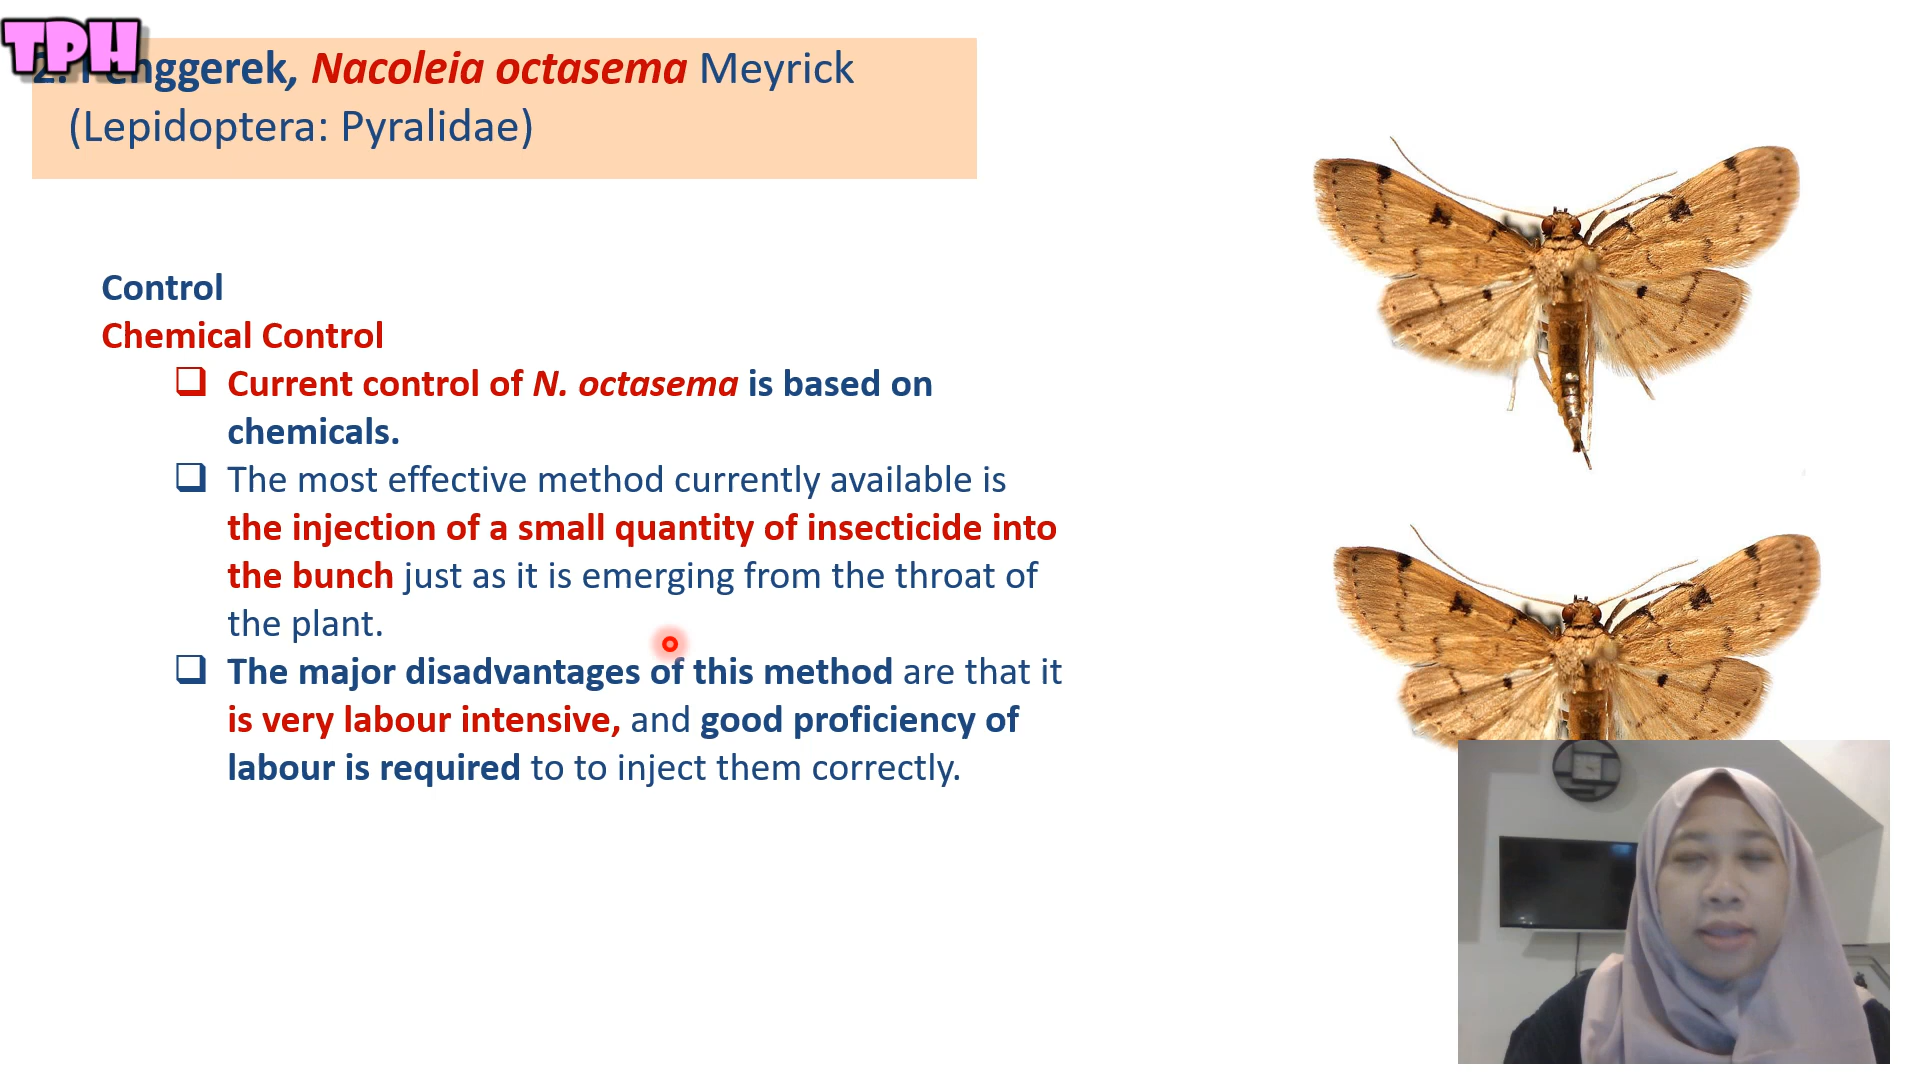 TPH
2. Penggerek, Nacoleia octasema Meyrick
(Lepidoptera: Pyralidae)
Control
Chemical Control
❑ Current control of N. octasema is based on
chemicals.
❑ The most effective method currently available is
the injection of a small quantity of insecticide into
the bunch just as it is emerging from the throat of
the plant.
❑ The major disadvantages of this method are that it
is very labour intensive, and good proficiency of
labour is required to to inject them correctly.